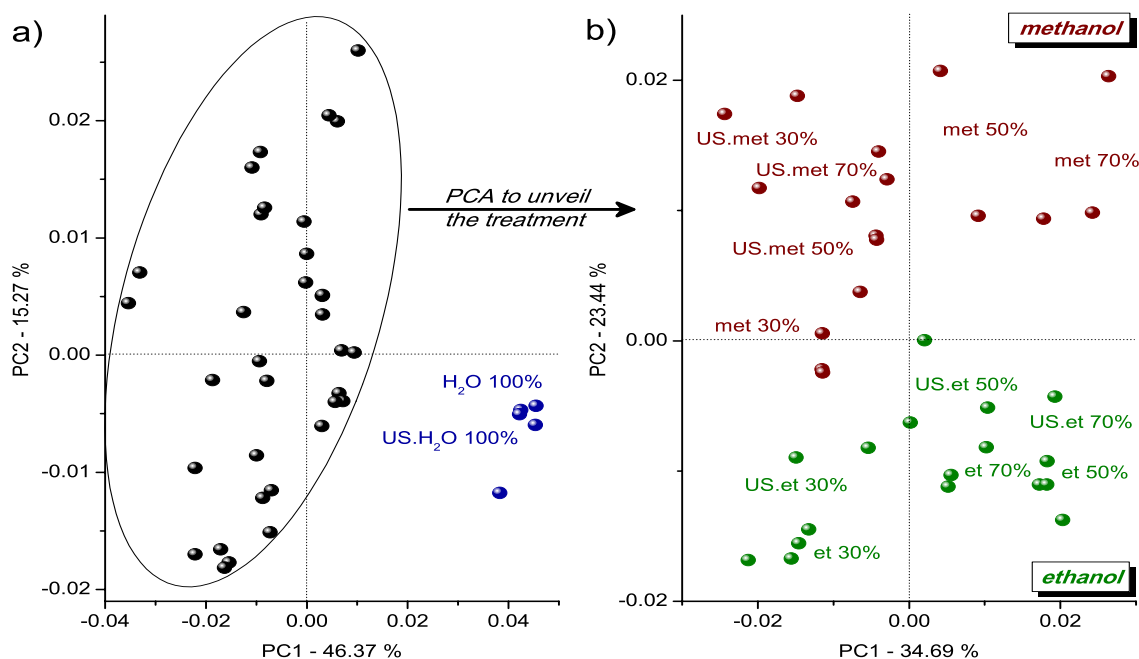 a)
0.02
0.01
0.00
-0.01
-0.02
PC2 - 15.27 %
H₂O 100%
US.H₂O 100%
-0.04
-0.02
0.00
0.02
0.04
PC1 - 46.37 %
PCA to unveil
the treatment
b)
methanol
0.02
0.00
-0.02
PC2 - 23.44 %
US.met 30%
met 50%
US.met 70%
met 70%
US.met 50%
met 30%
US.et 50%
US.et 70%
et 70%
et 50%
US.et 30%
et 30%
ethanol
-0.02
0.00
0.02
PC1 - 34.69 %